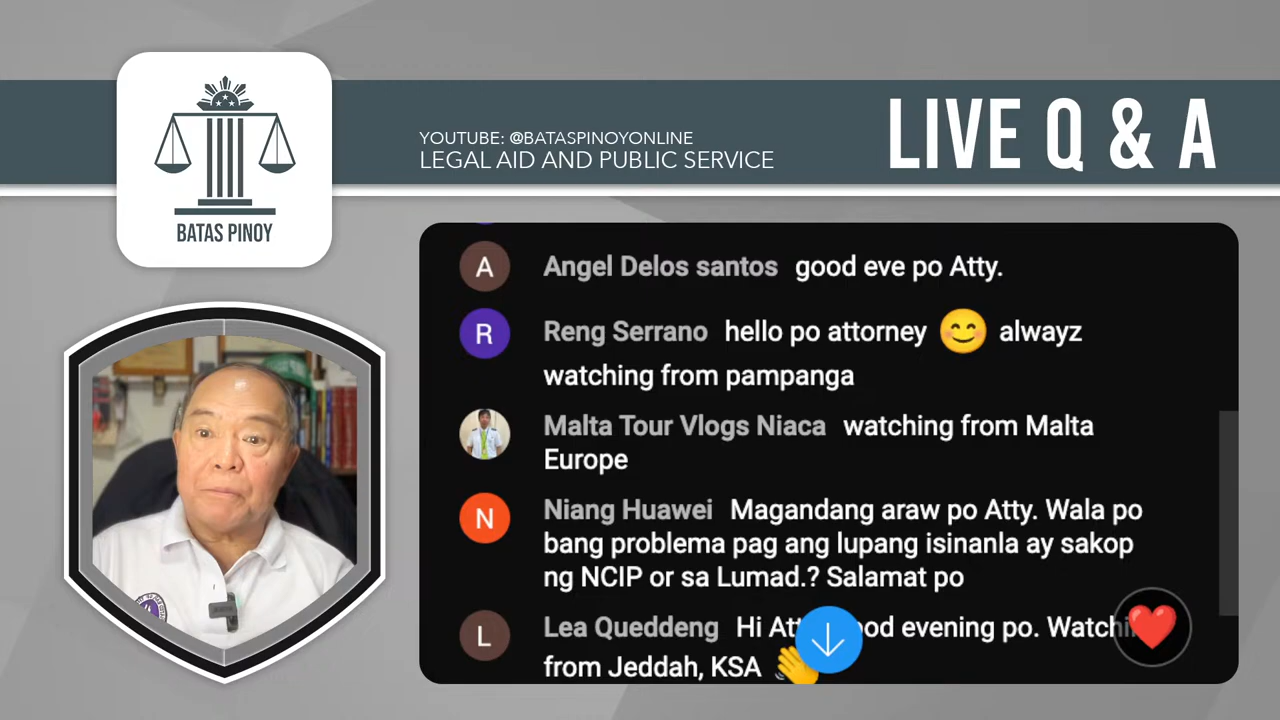 YOUTUBE: @BATASPINOYONLINE
LEGAL AID AND PUBLIC SERVICE
LIVE Q & A
BATAS PINOY
A Angel Delos santos good eve po Atty.
R Reng Serrano hello po attorney 😊 alwayz
watching from pampanga
Malta Tour Vlogs Niaca watching from Malta
Europe
N Niang Huawei Magandang araw po Atty. Wala po
bang problema pag ang lupang isinanla ay sakop
ng NCIP or sa Lumad.? Salamat po
L Lea Queddeng Hi evening po.
from Jeddah, KSA 👏